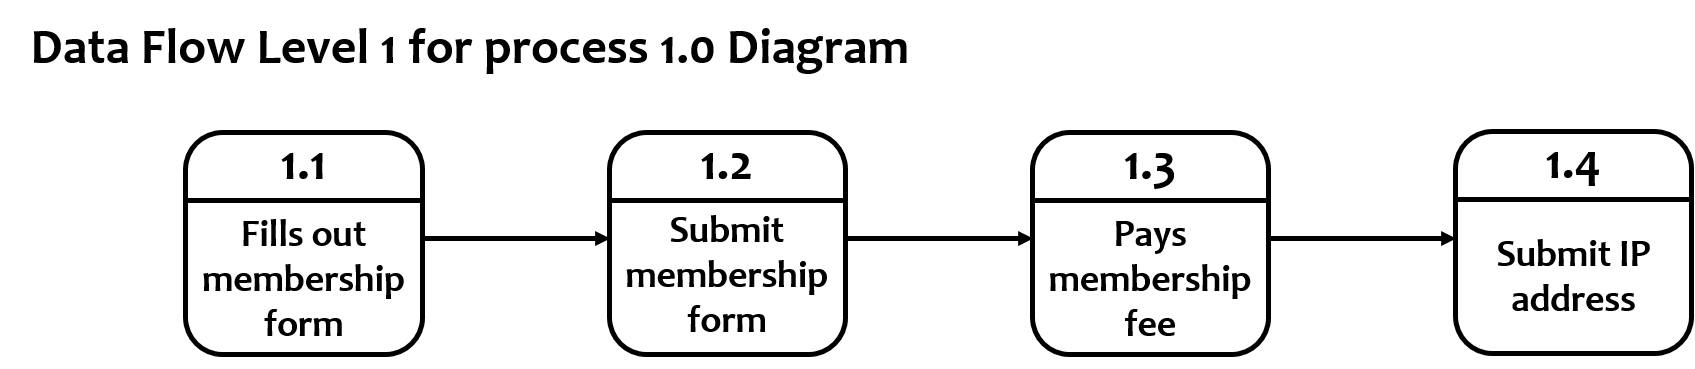 Data Flow Level 1 for process 1.0 Diagram
1.1
Fills out
membership
form
1.2
Submit
membership
form
1.3
Pays
membership
fee
1.4
Submit IP
address